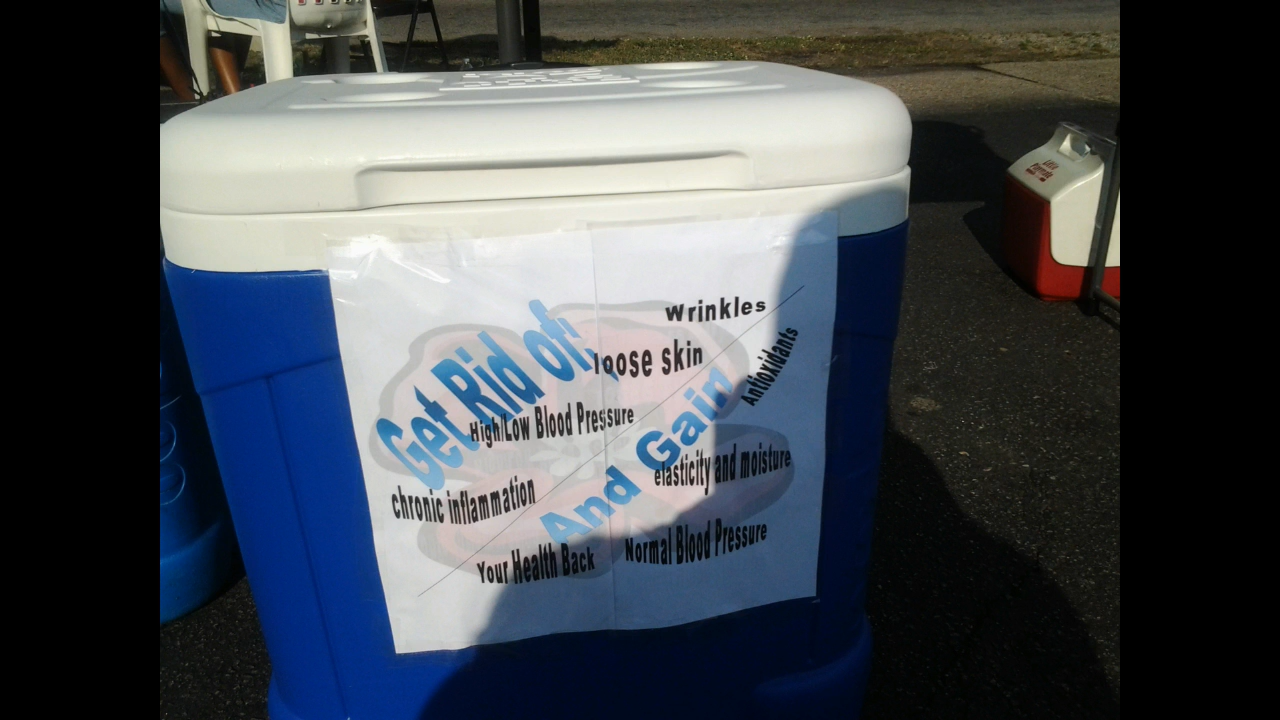 Get Rid of:
wrinkles
loose skin
High/Low Blood Pressure
chronic inflammation
And Gain
Antioxidants
elasticity and moisture
Normal Blood Pressure
Your Health Back